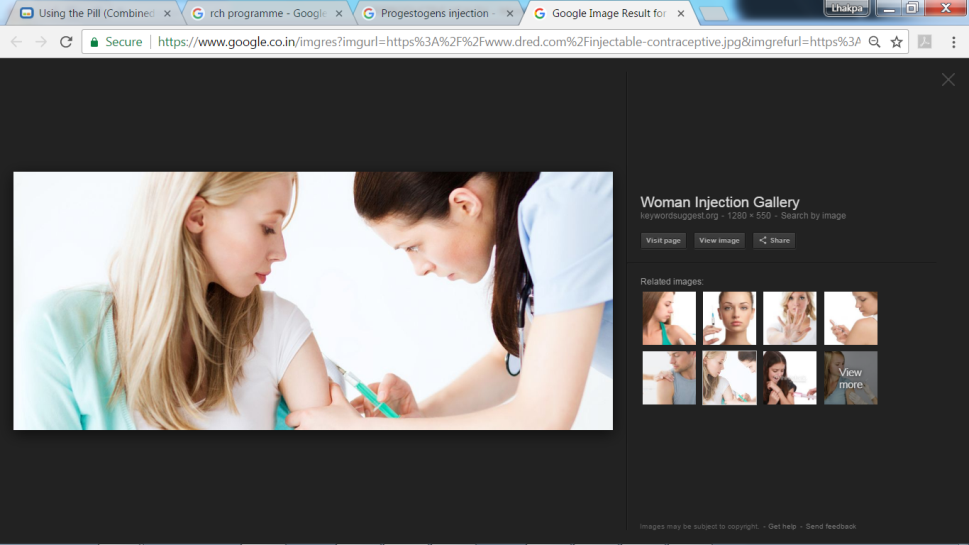 Using the Pill (Combined
rch programme - Google
Progestogens injection -
Google Image Result for
Lhakpa
Secure
https://www.google.co.in/imgres?imgurl=https%3A%2F%2Fwww.dred.com%2Finjectable-contraceptive.jpg&imgrefurl=https%3A
Woman Injection Gallery
keywordsuggest.org - 1280 × 550 - Search by image
Visit page View image Share
Related images:
View
more
Images may be subject to copyright. - Get help - Send feedback